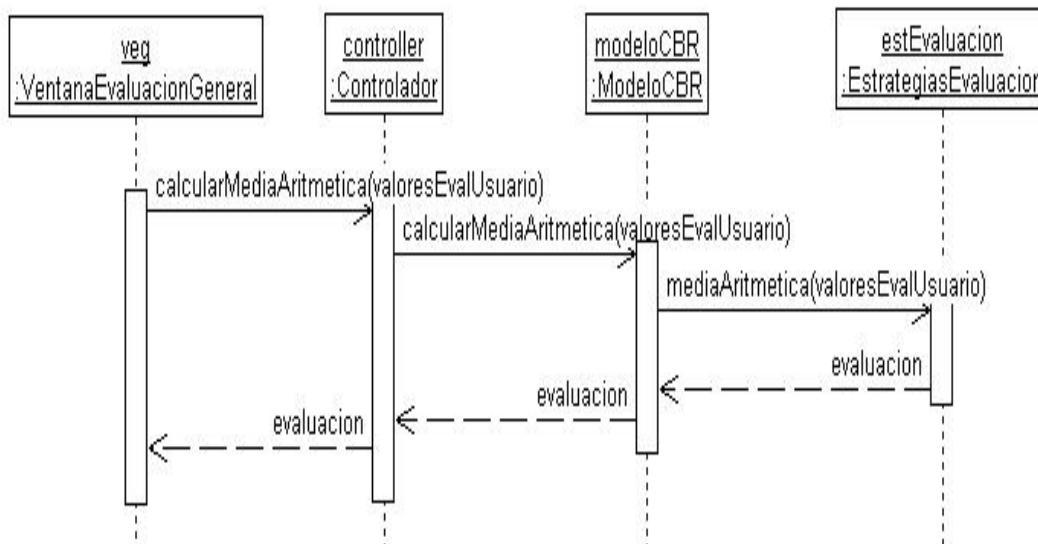 veg
:VentanaEvaluacionGeneral
controller
:Controlador
modeloCBR
:ModeloCBR
estEvaluacion
:EstrategiasEvaluacion
calcularMediaAritmetica(valoresEvalUsuario)
calcularMediaAritmetica(valoresEvalUsuario)
mediaAritmetica(valoresEvalUsuario)
evaluacion
evaluacion
evaluacion